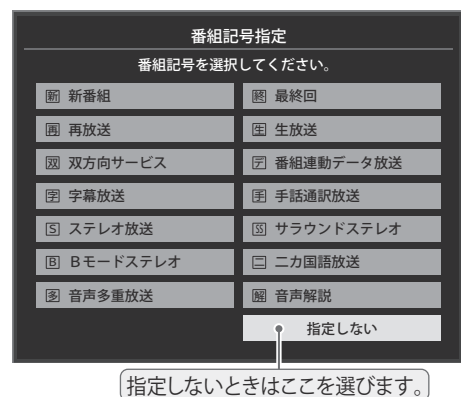 番組記号指定
番組記号を選択してください。
新 新番組
終 最終回
再 再放送
生 生放送
双 双方向サービス
デ 番組連動データ放送
字 字幕放送
手 手話通訳放送
S ステレオ放送
SS サラウンドステレオ
B Bモードステレオ
二 二カ国語放送
多 音声多重放送
解 音声解説
指定しない
指定しないときはここを選びます。